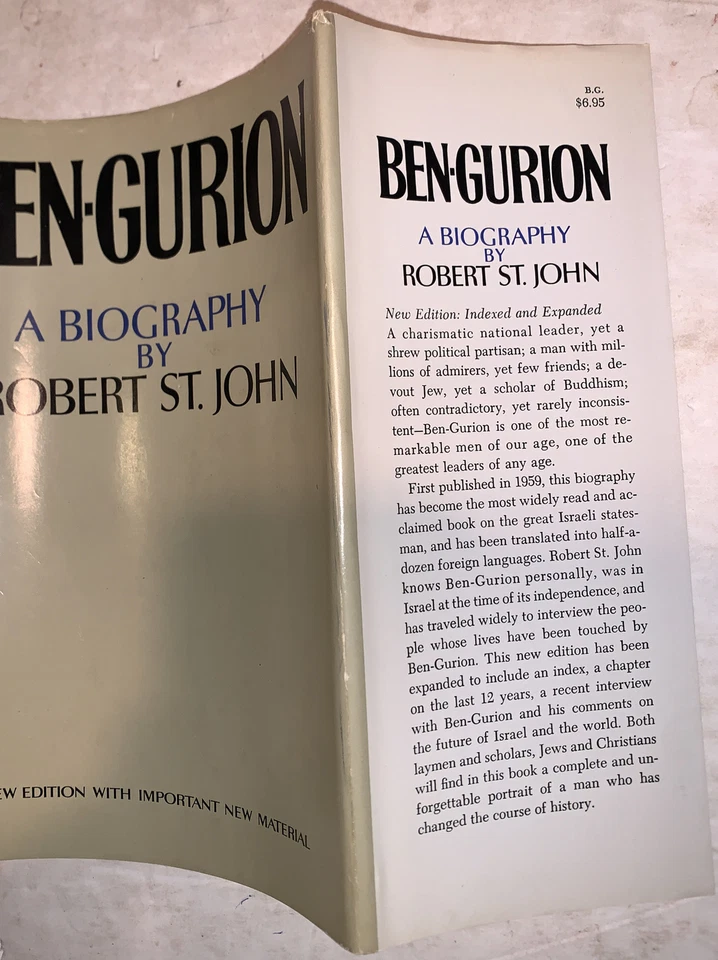 EN-GURION
A BIOGRAPHY
BY
ROBERT ST. JOHN
EW EDITION WITH IMPORTANT NEW MATERIAL
B.G.
$6.95
BEN-GURION
A BIOGRAPHY
BY
ROBERT ST. JOHN
New Edition: Indexed and Expanded
A charismatic national leader, yet a
shrew political partisan; a man with mil-
lions of admirers, yet few friends; a de-
vout Jew, yet a scholar of Buddhism;
often contradictory, yet rarely inconsis-
tent—Ben-Gurion is one of the most re-
markable men of our age, one of the
greatest leaders of any age.
First published in 1959, this biography
has become the most widely read and ac-
claimed book on the great Israeli states-
man, and has been translated into half-a-
dozen foreign languages. Robert St. John
knows Ben-Gurion personally, was in
Israel at the time of its independence, and
has traveled widely to interview the peo-
ple whose lives have been touched by
Ben-Gurion. This new edition has been
expanded to include an index, a chapter
on the last 12 years, a recent interview
with Ben-Gurion and his comments on
the future of Israel and the world. Both
laymen and scholars, Jews and Christians
will find in this book a complete and un-
forgettable portrait of a man who has
changed the course of history.